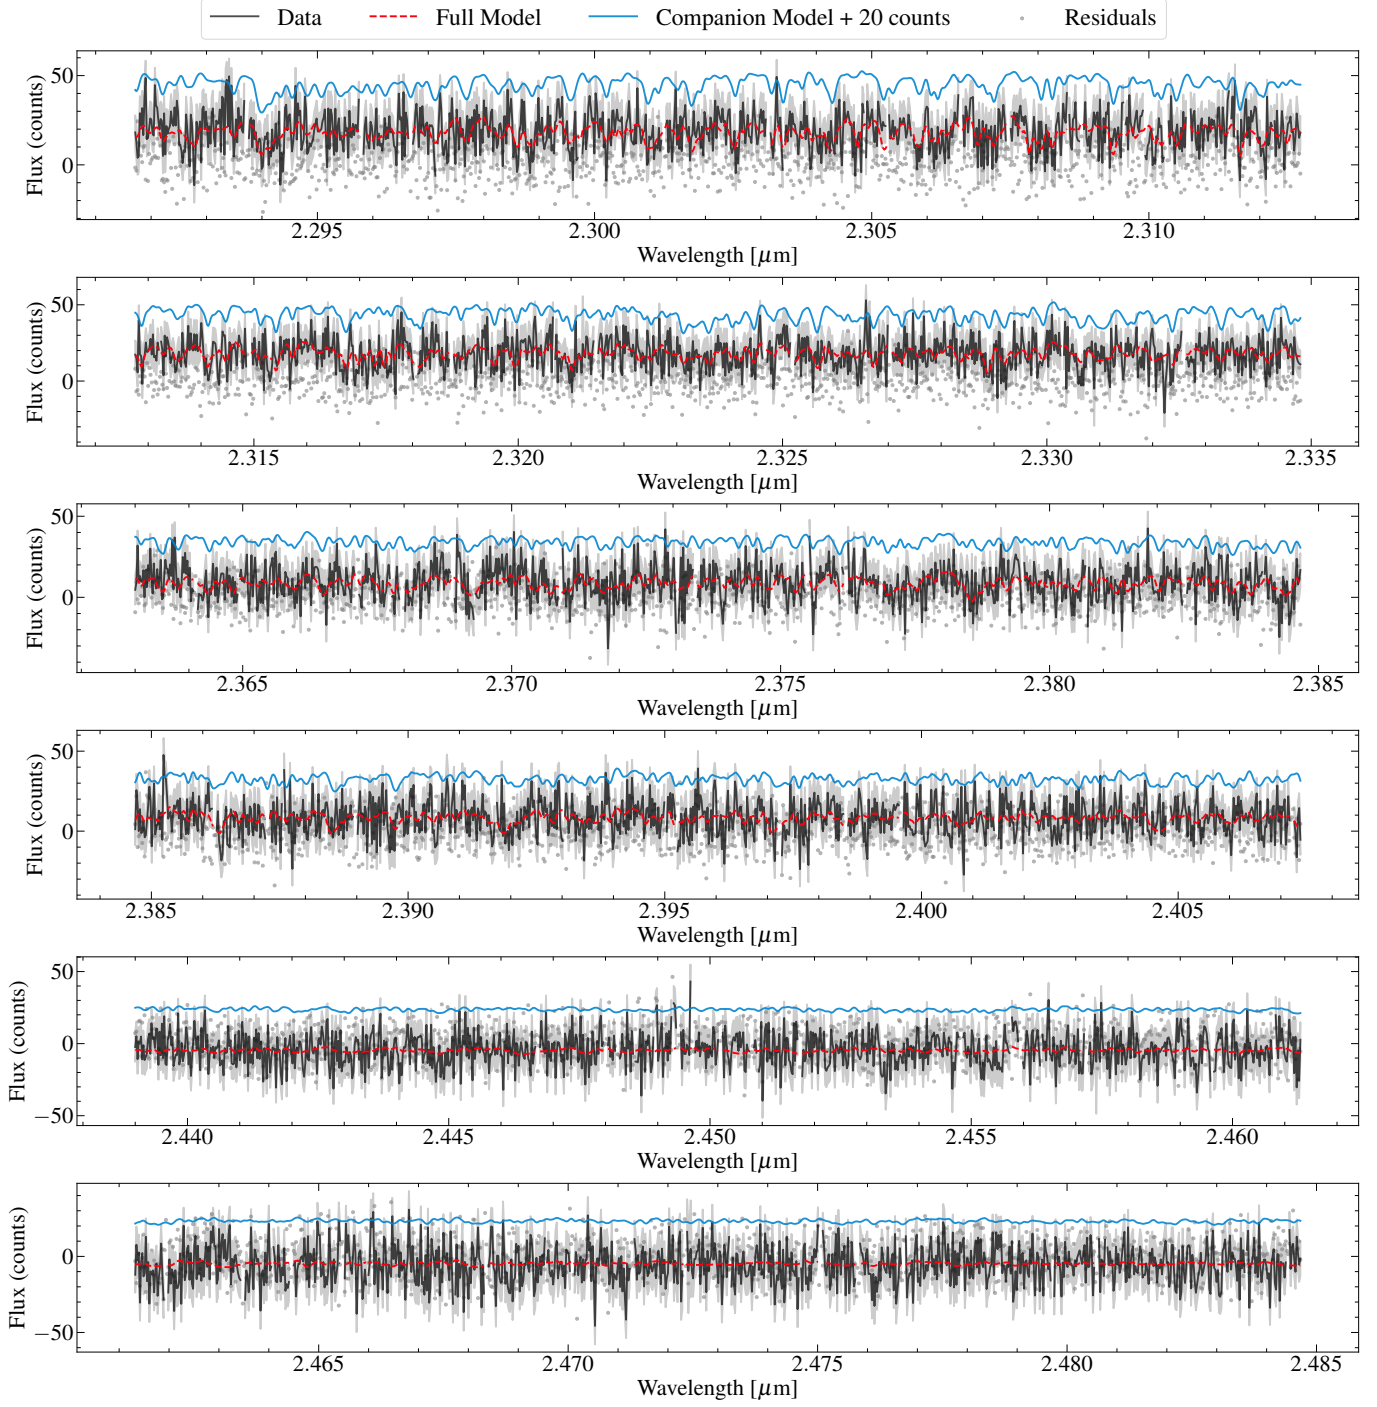 Data Full Model Companion Model + 20 counts Residuals
Flux (counts)
50
0
2.295 2.300 2.305 2.310
Wavelength [μm]
Flux (counts)
50
0
2.315 2.320 2.325 2.330 2.335
Wavelength [μm]
Flux (counts)
50
0
2.365 2.370 2.375 2.380 2.385
Wavelength [μm]
Flux (counts)
50
0
2.385 2.390 2.395 2.400 2.405
Wavelength [μm]
Flux (counts)
50
0
−50
2.440 2.445 2.450 2.455 2.460
Wavelength [μm]
Flux (counts)
50
0
−50
2.465 2.470 2.475 2.480 2.485
Wavelength [μm]